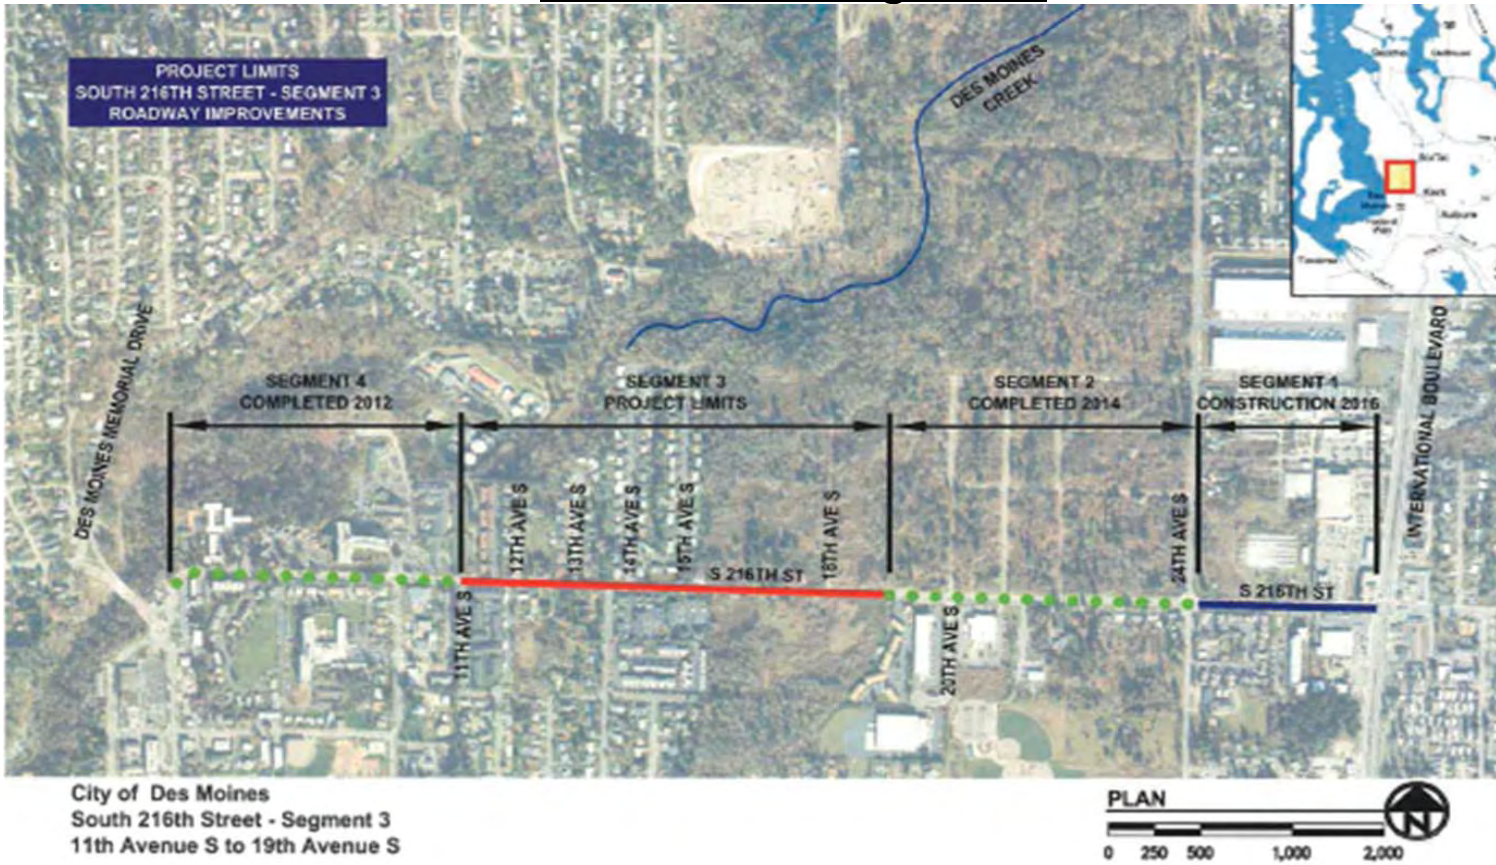 PROJECT LIMITS
SOUTH 216TH STREET - SEGMENT 3
ROADWAY IMPROVEMENTS
DES MOINES
CREEK
SeaTac
Kent
Auburn
Tacoma
DES MOINES MEMORIAL DRIVE
INTERNATIONAL BOULEVARD
SEGMENT 4
COMPLETED 2012
SEGMENT 3
PROJECT LIMITS
SEGMENT 2
COMPLETED 2014
SEGMENT 1
CONSTRUCTION 2016
12TH AVE S
13TH AVE S
14TH AVE S
15TH AVE S
18TH AVE S
24TH AVE S
S 216TH ST
S 216TH ST
11TH AVE S
20TH AVE S
City of Des Moines
South 216th Street - Segment 3
11th Avenue S to 19th Avenue S
PLAN
N
0 250 500 1,000 2,000